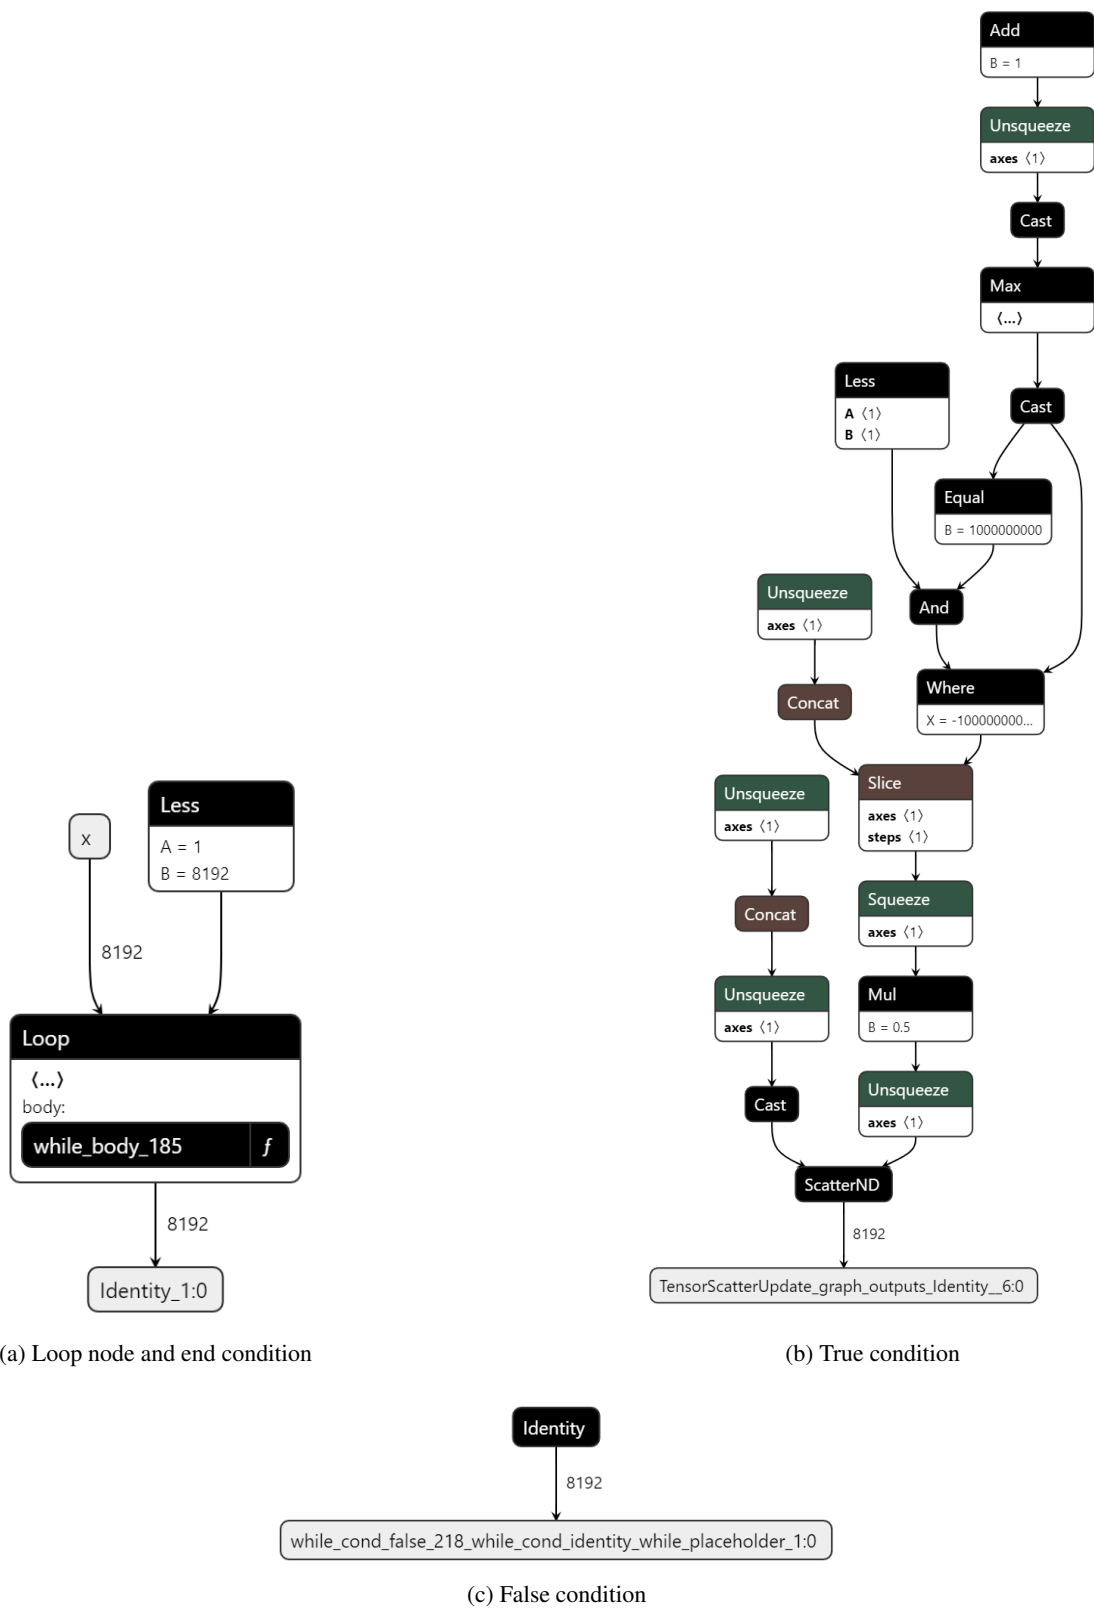 Add
B = 1
Unsqueeze
axes 〈1〉
Cast
Max
〈...〉
Cast
Less
A 〈1〉
B 〈1〉
Equal
B = 1000000000
And
Unsqueeze
axes 〈1〉
Concat
Where
X = -100000000...
Slice
axes 〈1〉
steps 〈1〉
Unsqueeze
axes 〈1〉
Concat
Squeeze
axes 〈1〉
Unsqueeze
axes 〈1〉
Mul
B = 0.5
Cast
Unsqueeze
axes 〈1〉
ScatterND
8192
TensorScatterUpdate_graph_outputs_Identity__6:0
x
Less
A = 1
B = 8192
8192
Loop
〈...〉
body:
while_body_185 f
8192
Identity_1:0
(a) Loop node and end condition
(b) True condition
Identity
8192
while_cond_false_218_while_cond_identity_while_placeholder_1:0
(c) False condition